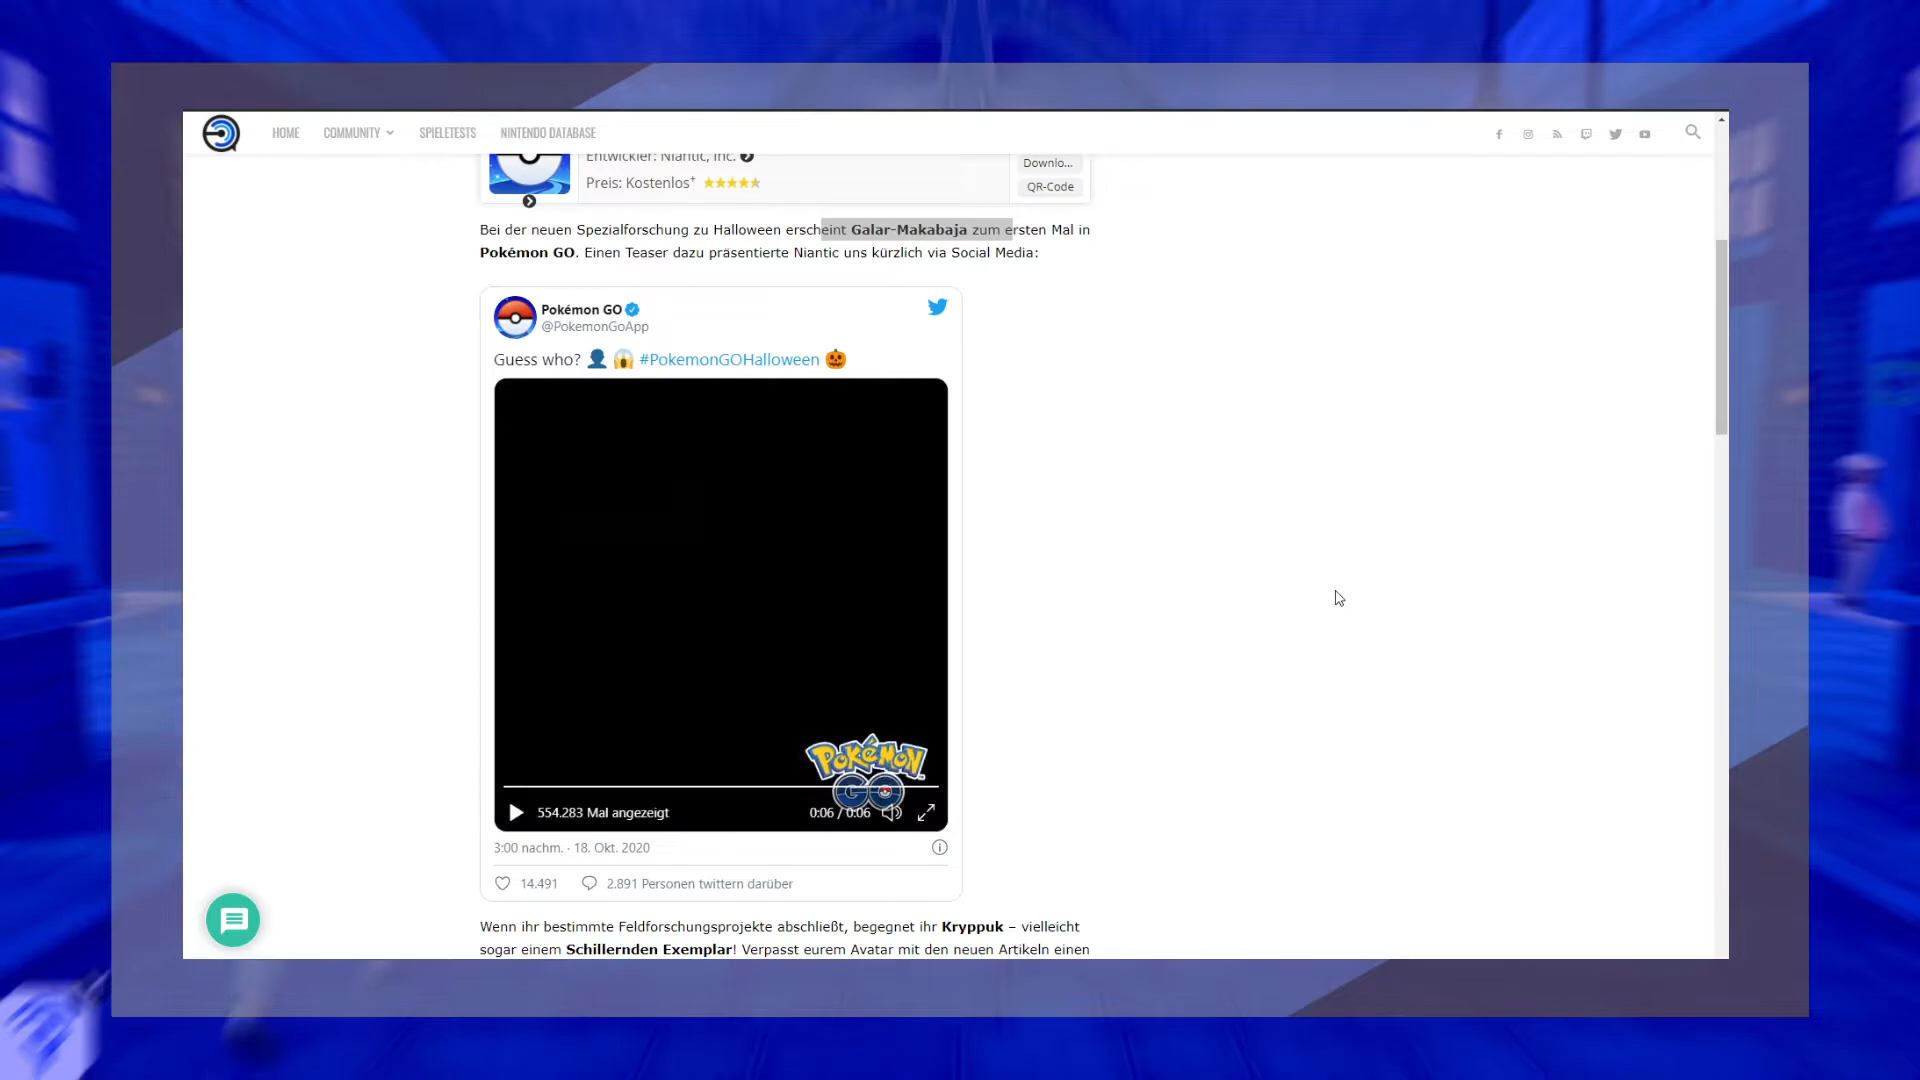 HOME COMMUNITY SPIELETESTS NINTENDO DATABASE
Entwickler: Niantic, Inc.
Downlo...
Preis: Kostenlos+
QR-Code
Bei der neuen Spezialforschung zu Halloween erscheint Galar-Makabaja zum ersten Mal in
Pokémon GO. Einen Teaser dazu präsentierte Niantic uns kürzlich via Social Media:
Pokémon GO
@PokemonGoApp
Guess who? 👤 😱 #PokemonGOHalloween 🎃
POKÉMON
GO
554.283 Mal angezeigt
0:06 / 0:06
3:00 nachm. · 18. Okt. 2020
14.491 2.891 Personen twittern darüber
Wenn ihr bestimmte Feldforschungsprojekte abschließt, begegnet ihr Kryppuk – vielleicht
sogar einem Schillernden Exemplar! Verpasst eurem Avatar mit den neuen Artikeln einen